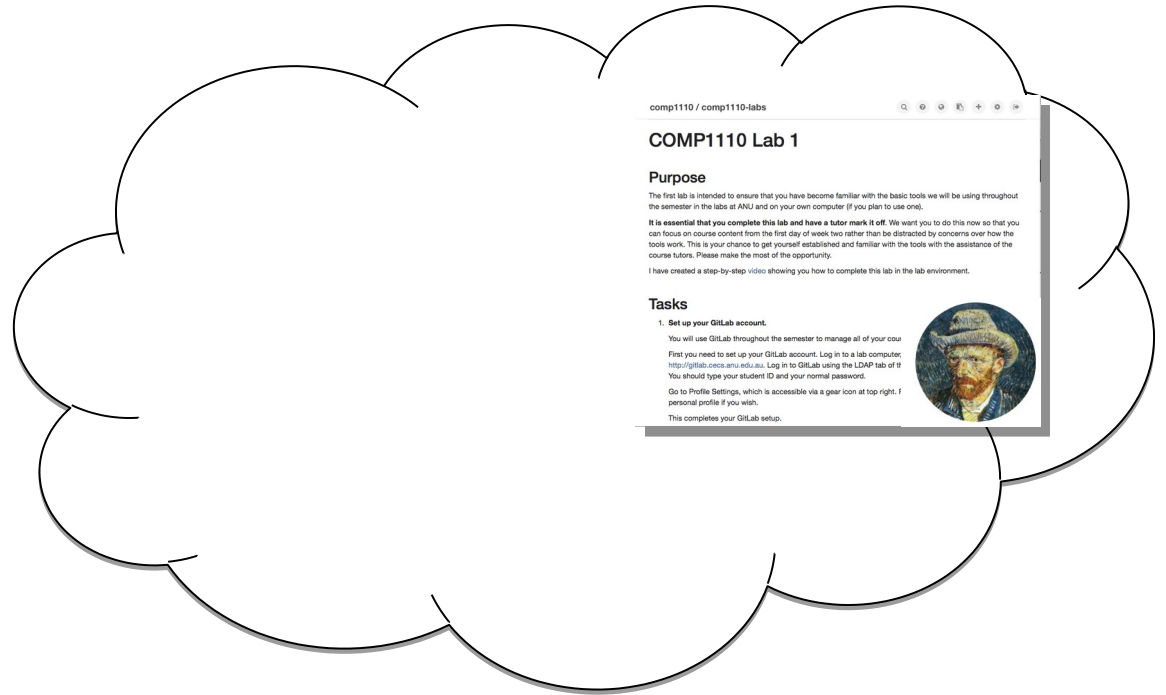 comp1110 / comp1110-labs
COMP1110 Lab 1
Purpose
The first lab is intended to ensure that you have become familiar with the basic tools we will be using throughout
the semester in the labs at ANU and on your own computer (if you plan to use one).
It is essential that you complete this lab and have a tutor mark it off. We want you to do this now so that you
can focus on course content from the first day of week two rather than be distracted by concerns over how the
tools work. This is your chance to get yourself established and familiar with the tools with the assistance of the
course tutors. Please make the most of the opportunity.
I have created a step-by-step video showing you how to complete this lab in the lab environment.
Tasks
1. Set up your GitLab account.
You will use GitLab throughout the semester to manage all of your
First you need to set up your GitLab account. Log in to a lab computer,
http://gitlab.cecs.anu.edu.au. Log in to GitLab using the LDAP tab of
You should type your student ID and your normal password.
Go to Profile Settings, which is accessible via a gear icon at top right.
personal profile if you wish.
This completes your GitLab setup.